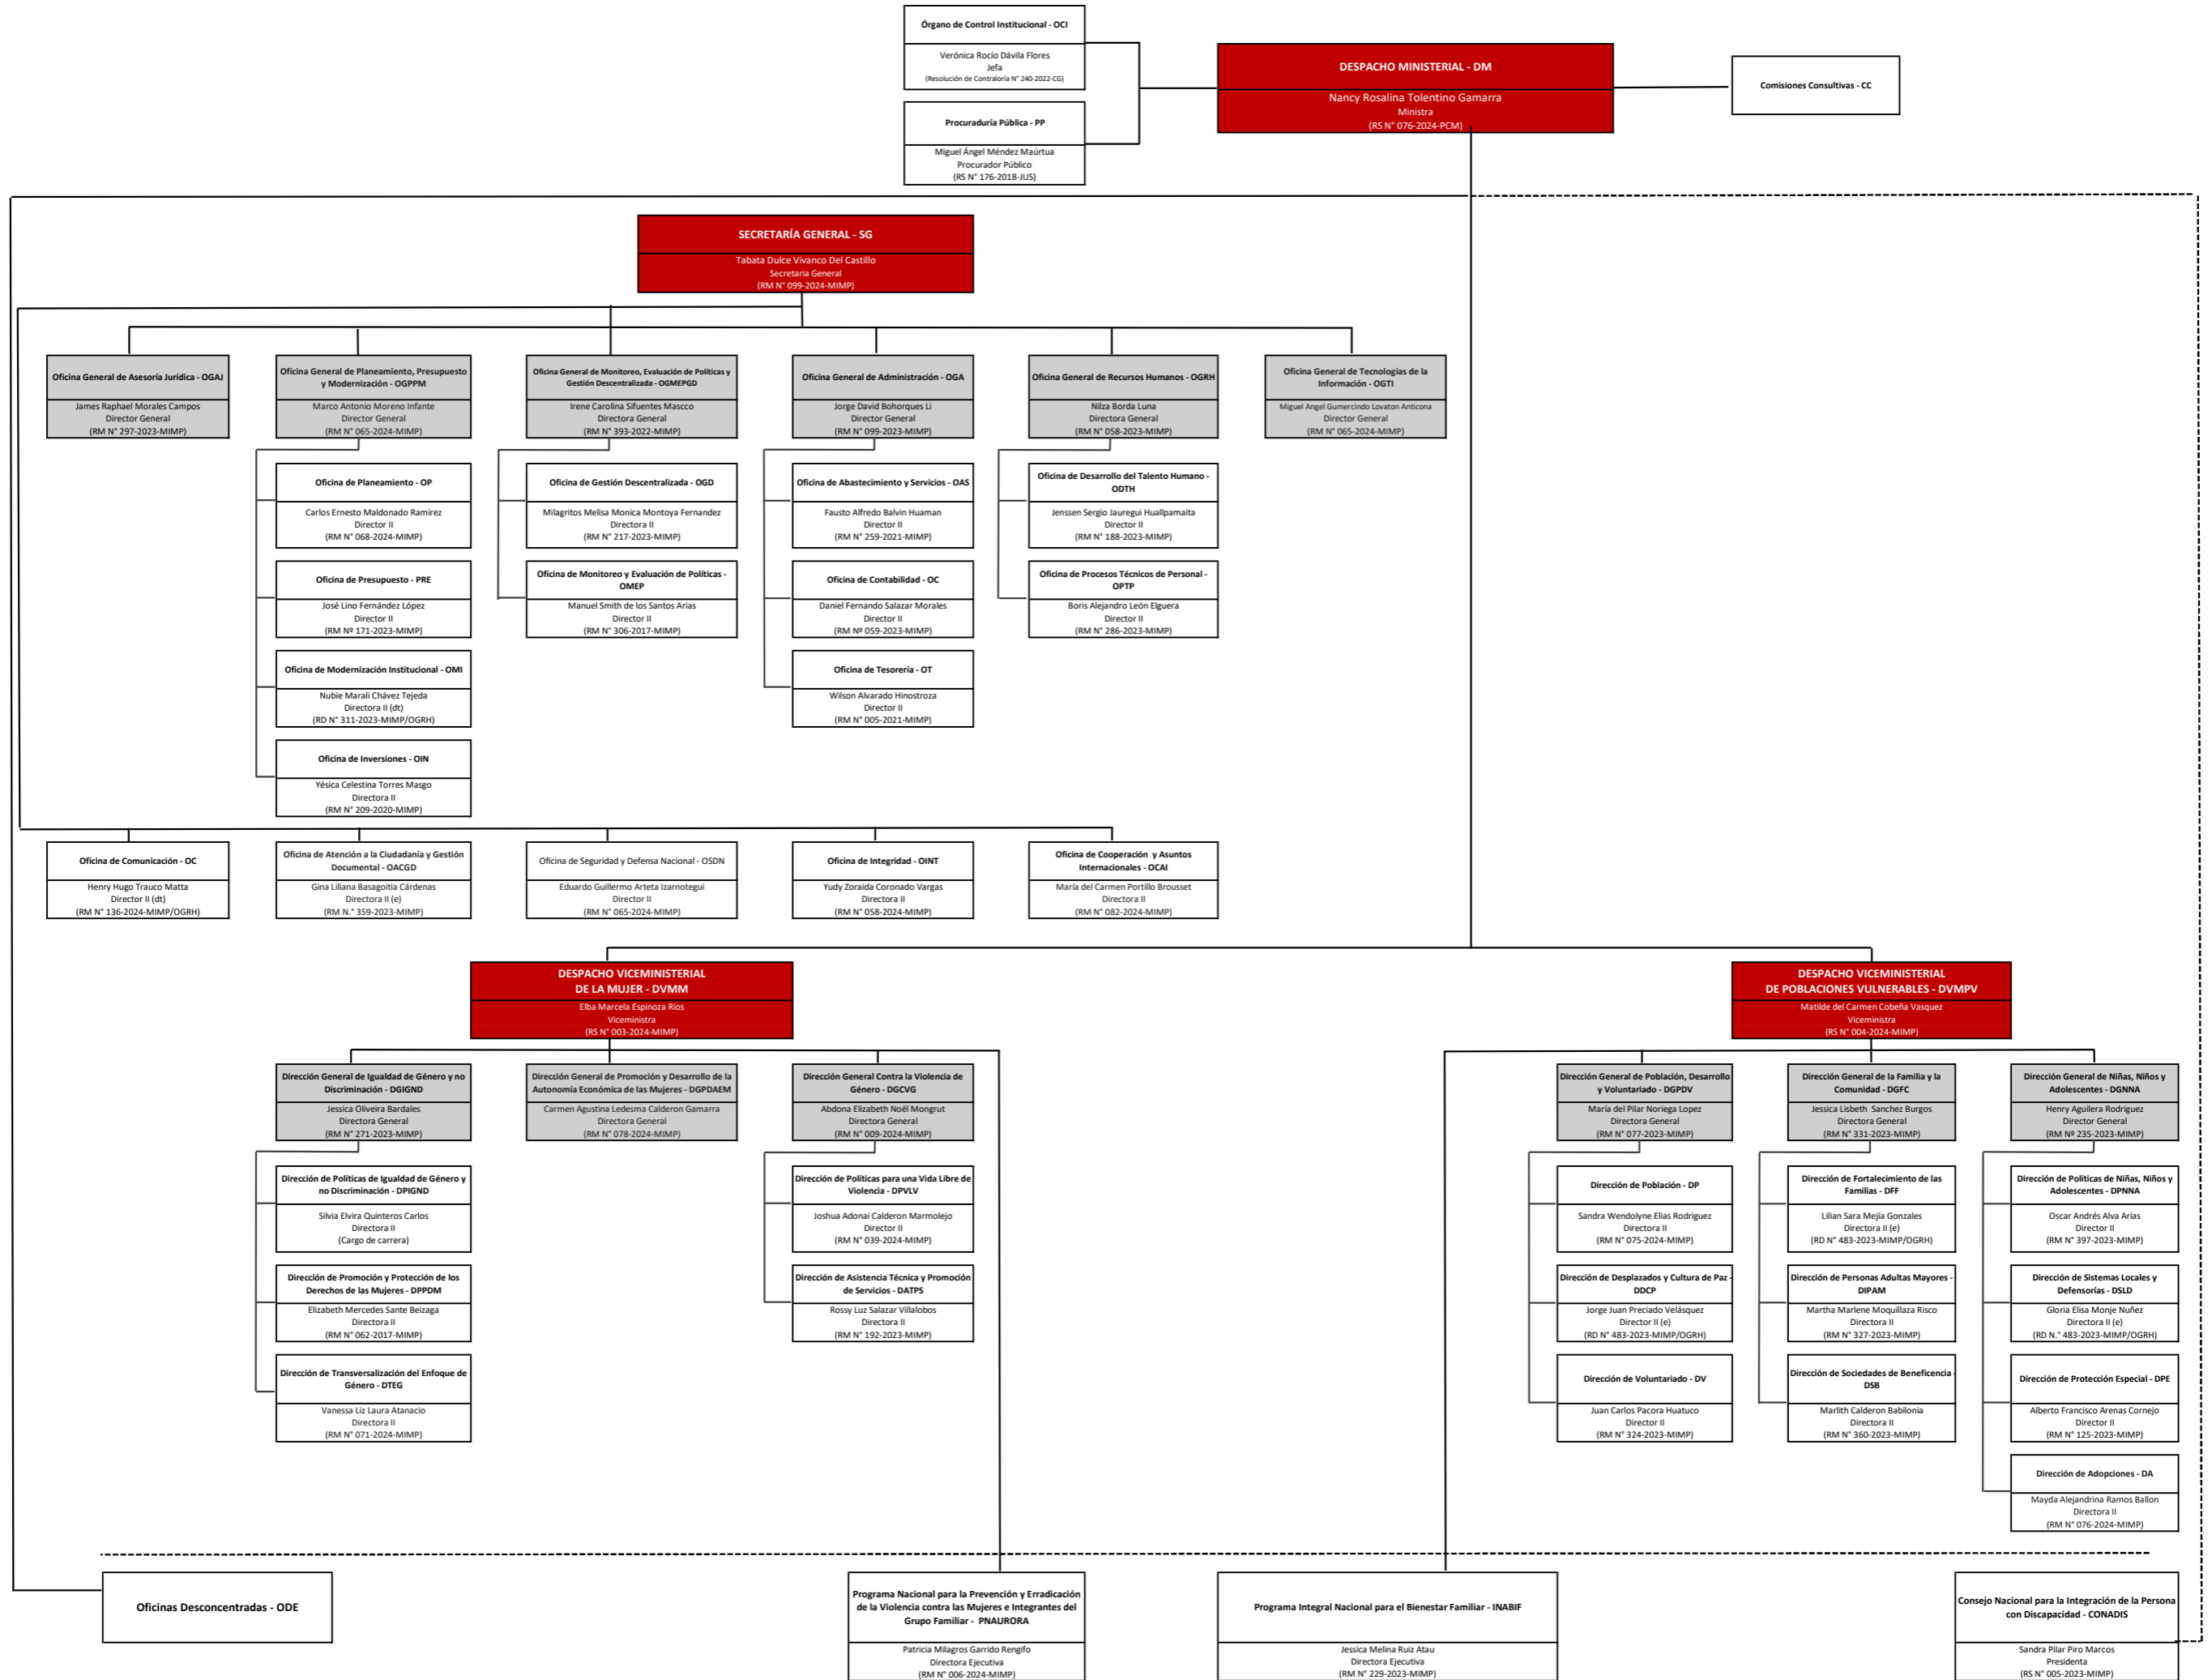 Órgano de Control Institucional - OCI
Verónica Rocío Dávila Flores
Jefa
(Resolución de Contraloría N° 240-2022-CG)
DESPACHO MINISTERIAL - DM
Nancy Rosalina Tolentino Gamarra
Ministra
(RS N° 076-2024-PCM)
Comisiones Consultivas - CC
Procuraduría Pública - PP
Miguel Ángel Méndez Maúrtua
Procurador Público
(RS N° 176-2018-JUS)
SECRETARÍA GENERAL - SG
Tabata Dulce Vivanco Del Castillo
Secretaria General
(RM N° 099-2024-MIMP)
Oficina General de Asesoría Jurídica - OGAJ
James Raphael Morales Campos
Director General
(RM N° 297-2023-MIMP)
Oficina General de Planeamiento, Presupuesto
y Modernización - OGPPM
Marco Antonio Moreno Infante
Director General
(RM N° 065-2024-MIMP)
Oficina General de Monitoreo, Evaluación de Políticas y
Gestión Descentralizada - OGMEPGD
Irene Carolina Sifuentes Mascco
Directora General
(RM N° 393-2022-MIMP)
Oficina General de Administración - OGA
Jorge David Bohorques Li
Director General
(RM N° 099-2023-MIMP)
Oficina General de Recursos Humanos - OGRH
Nilza Borda Luna
Directora General
(RM N° 058-2023-MIMP)
Oficina General de Tecnologías de la
Información - OGTI
Miguel Angel Gumercindo Lovaton Anticona
Director General
(RM N° 065-2024-MIMP)
Oficina de Planeamiento - OP
Carlos Ernesto Maldonado Ramirez
Director II
(RM N° 068-2024-MIMP)
Oficina de Gestión Descentralizada - OGD
Milagritos Melisa Monica Montoya Fernandez
Directora II
(RM N° 217-2023-MIMP)
Oficina de Abastecimiento y Servicios - OAS
Fausto Alfredo Balvin Huaman
Director II
(RM N° 259-2021-MIMP)
Oficina de Desarrollo del Talento Humano -
ODTH
Jenssen Sergio Jauregui Huallpamaita
Director II
(RM N° 188-2023-MIMP)
Oficina de Presupuesto - PRE
José Lino Fernández López
Director II
(RM Nº 171-2023-MIMP)
Oficina de Monitoreo y Evaluación de Políticas -
OMEP
Manuel Smith de los Santos Arias
Director II
(RM N° 306-2017-MIMP)
Oficina de Contabilidad - OC
Daniel Fernando Salazar Morales
Director II
(RM Nº 059-2023-MIMP)
Oficina de Procesos Técnicos de Personal -
OPTP
Boris Alejandro León Elguera
Director II
(RM N° 286-2023-MIMP)
Oficina de Modernización Institucional - OMI
Nubie Marali Chávez Tejeda
Directora II (dt)
(RD N° 311-2023-MIMP/OGRH)
Oficina de Tesorería - OT
Wilson Alvarado Hinostroza
Director II
(RM N° 005-2021-MIMP)
Oficina de Inversiones - OIN
Yésica Celestina Torres Masgo
Directora II
(RM N° 209-2020-MIMP)
Oficina de Comunicación - OC
Henry Hugo Trauco Matta
Director II (dt)
(RM N° 136-2024-MIMP/OGRH)
Oficina de Atención a la Ciudadanía y Gestión
Documental - OACGD
Gina Liliana Basagoitia Cárdenas
Directora II (e)
(RM N.° 359-2023-MIMP)
Oficina de Seguridad y Defensa Nacional - OSDN
Eduardo Guillermo Arteta Izarnotegui
Director II
(RM N° 065-2024-MIMP)
Oficina de Integridad - OINT
Yudy Zoraida Coronado Vargas
Directora II
(RM N° 058-2024-MIMP)
Oficina de Cooperación y Asuntos
Internacionales - OCAI
María del Carmen Portillo Brousset
Directora II
(RM N° 082-2024-MIMP)
DESPACHO VICEMINISTERIAL
DE LA MUJER - DVMM
Elba Marcela Espinoza Ríos
Viceministra
(RS N° 003-2024-MIMP)
DESPACHO VICEMINISTERIAL
DE POBLACIONES VULNERABLES - DVMPV
Matilde del Carmen Cobeña Vasquez
Viceministra
(RS N° 004-2024-MIMP)
Dirección General de Igualdad de Género y no
Discriminación - DGIGND
Jessica Oliveira Bardales
Directora General
(RM N° 271-2023-MIMP)
Dirección General de Promoción y Desarrollo de la
Autonomía Económica de las Mujeres - DGPDAEM
Carmen Agustina Ledesma Calderon Gamarra
Directora General
(RM N° 078-2024-MIMP)
Dirección General Contra la Violencia de
Género - DGCVG
Abdona Elizabeth Noël Mongrut
Directora General
(RM N° 009-2024-MIMP)
Dirección General de Población, Desarrollo
y Voluntariado - DGPDV
María del Pilar Noriega Lopez
Directora General
(RM N° 077-2023-MIMP)
Dirección General de la Familia y la
Comunidad - DGFC
Jessica Lisbeth Sanchez Burgos
Directora General
(RM N° 331-2023-MIMP)
Dirección General de Niñas, Niños y
Adolescentes - DGNNA
Henry Aguilera Rodriguez
Director General
(RM Nº 235-2023-MIMP)
Dirección de Políticas de Igualdad de Género y
no Discriminación - DPIGND
Silvia Elvira Quinteros Carlos
Directora II
(Cargo de carrera)
Dirección de Políticas para una Vida Libre de
Violencia - DPVLV
Joshua Adonai Calderon Marmolejo
Director II
(RM N° 039-2024-MIMP)
Dirección de Población - DP
Sandra Wendolyne Elias Rodriguez
Directora II
(RM N° 075-2024-MIMP)
Dirección de Fortalecimiento de las
Familias - DFF
Lilian Sara Mejía Gonzales
Directora II (e)
(RD N° 483-2023-MIMP/OGRH)
Dirección de Políticas de Niñas, Niños y
Adolescentes - DPNNA
Oscar Andrés Alva Arias
Director II
(RM N° 397-2023-MIMP)
Dirección de Promoción y Protección de los
Derechos de las Mujeres - DPPDM
Elizabeth Mercedes Sante Beizaga
Directora II
(RM N° 062-2017-MIMP)
Dirección de Asistencia Técnica y Promoción
de Servicios - DATPS
Rossy Luz Salazar Villalobos
Directora II
(RM N° 192-2023-MIMP)
Dirección de Desplazados y Cultura de Paz -
DDCP
Jorge Juan Preciado Velásquez
Director II (e)
(RD N° 483-2023-MIMP/OGRH)
Dirección de Personas Adultas Mayores -
DIPAM
Martha Marlene Moquillaza Risco
Directora II
(RM N° 327-2023-MIMP)
Dirección de Sistemas Locales y
Defensorías - DSLD
Gloria Elisa Monje Nuñez
Directora II (e)
(RD N.° 483-2023-MIMP/OGRH)
Dirección de Transversalización del Enfoque de
Género - DTEG
Vanessa Liz Laura Atanacio
Directora II
(RM N° 071-2024-MIMP)
Dirección de Voluntariado - DV
Juan Carlos Pacora Huatuco
Director II
(RM N° 324-2023-MIMP)
Dirección de Sociedades de Beneficencia -
DSB
Marlith Calderon Babilonia
Directora II
(RM N° 360-2023-MIMP)
Dirección de Protección Especial - DPE
Alberto Francisco Arenas Cornejo
Director II
(RM N° 125-2023-MIMP)
Dirección de Adopciones - DA
Mayda Alejandrina Ramos Ballon
Directora II
(RM N° 076-2024-MIMP)
Oficinas Desconcentradas - ODE
Programa Nacional para la Prevención y Erradicación
de la Violencia contra las Mujeres e Integrantes del
Grupo Familiar - PNAURORA
Patricia Milagros Garrido Rengifo
Directora Ejecutiva
(RM N° 006-2024-MIMP)
Programa Integral Nacional para el Bienestar Familiar - INABIF
Jessica Melina Ruiz Atau
Directora Ejecutiva
(RM N° 229-2023-MIMP)
Consejo Nacional para la Integración de la Persona
con Discapacidad - CONADIS
Sandra Pilar Piro Marcos
Presidenta
(RS N° 005-2023-MIMP)